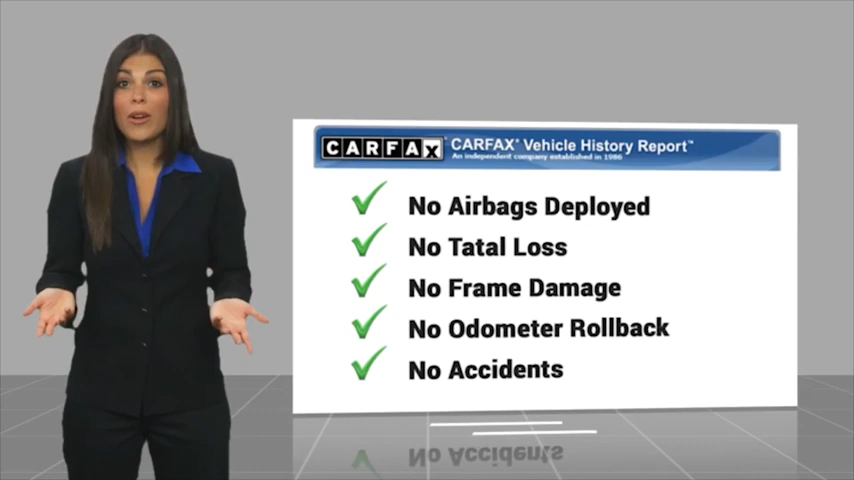 CARFAX CARFAX® Vehicle History Report™
An independent company established in 1986
No Airbags Deployed
No Tatal Loss
No Frame Damage
No Odometer Rollback
No Accidents
No Accidents